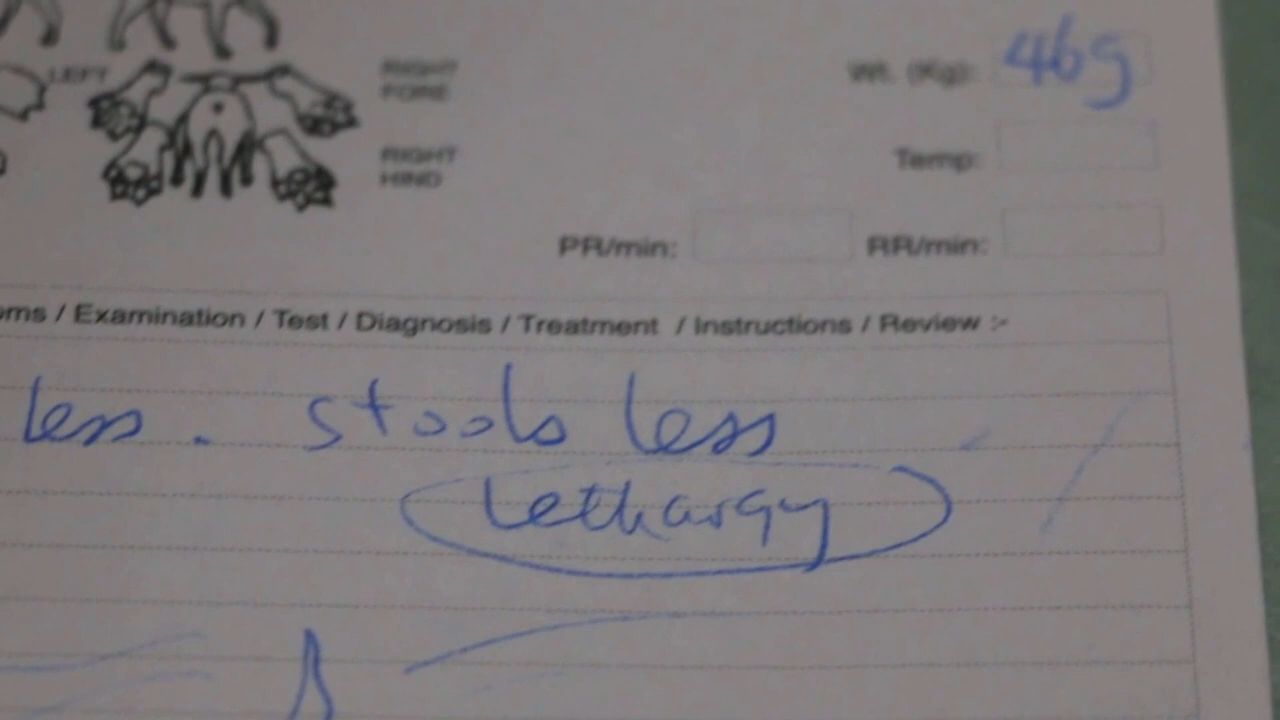 LEFT
RIGHT FORE
Wt. (Kg): 46g
RIGHT HIND
Temp:
PR/min: RR/min:
oms / Examination / Test / Diagnosis / Treatment / Instructions / Review :-
less. stools less
lethargy